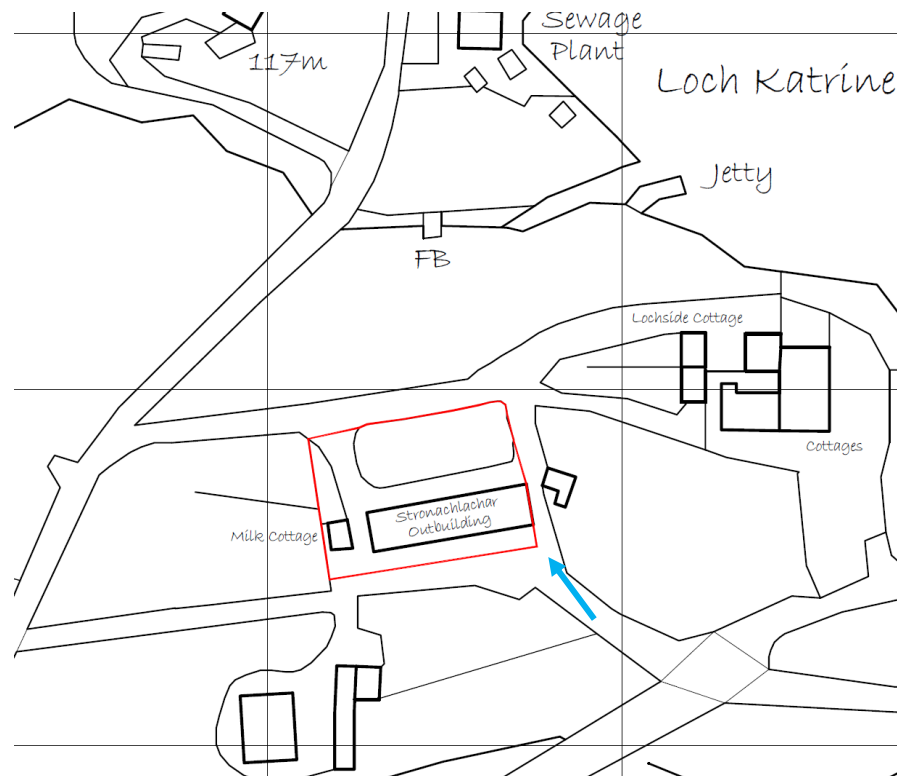 Sewage
Plant
117m
Loch Katrine
Jetty
FB
Lochside Cottage
Cottages
Stronachlachar
Outbuilding
Milk Cottage